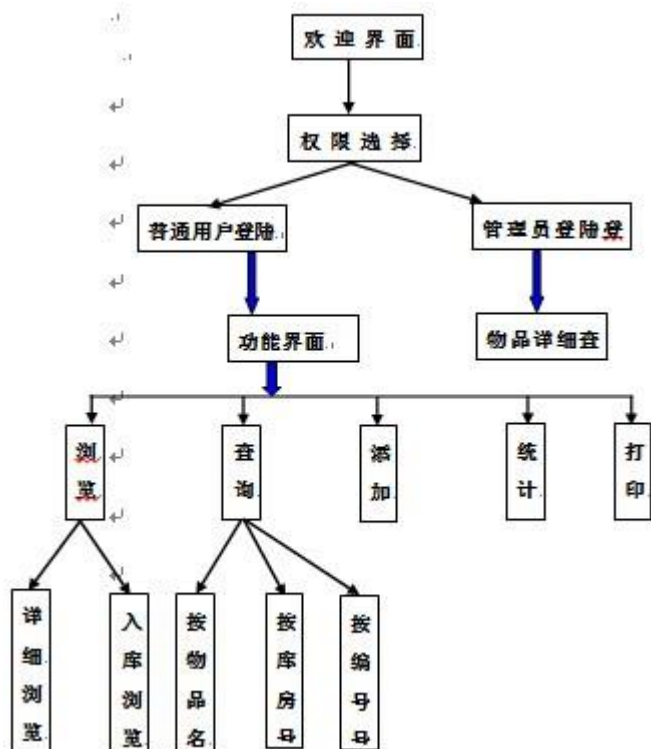 欢迎界面
权限选择
普通用户登陆
管理员登陆登
功能界面
物品详细查
浏览
查询
添加
统计
打印
详细浏览
入库浏览
按物品名
按库房号
按编号号